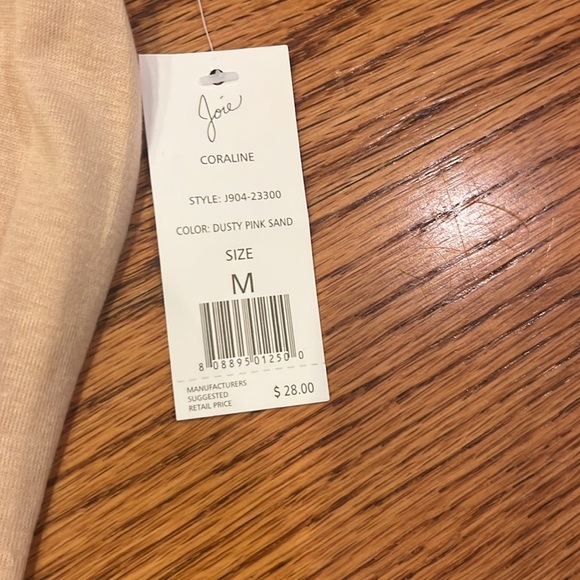 Joie
CORALINE
STYLE: J904-23300
COLOR: DUSTY PINK SAND
SIZE
M
8 08895 01250 0
MANUFACTURERS
SUGGESTED
RETAIL PRICE
$ 28.00